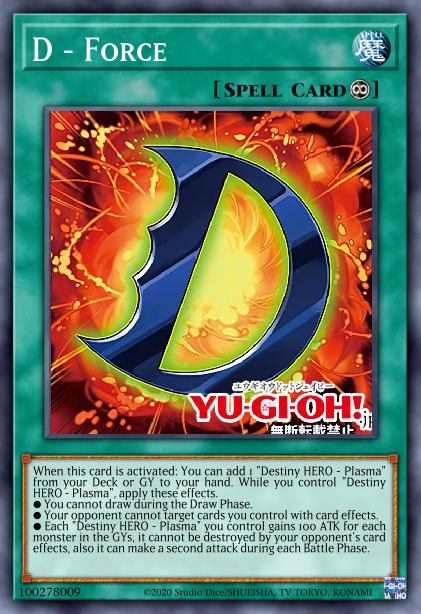 D - Force
[SPELL CARD]
魔
ユウギオウドットジェイピー
YU-GI-OH!
無断転載禁止
When this card is activated: You can add 1 "Destiny HERO - Plasma"
from your Deck or GY to your hand. While you control "Destiny
HERO - Plasma", apply these effects.
● You cannot draw during the Draw Phase.
● Your opponent cannot target cards you control with card effects.
● Each "Destiny HERO - Plasma" you control gains 100 ATK for each
monster in the GYs, it cannot be destroyed by your opponent's card
effects, also it can make a second attack during each Battle Phase.
100278009
©2020 Studio Dice/SHUEISHA, TV TOKYO, KONAMI